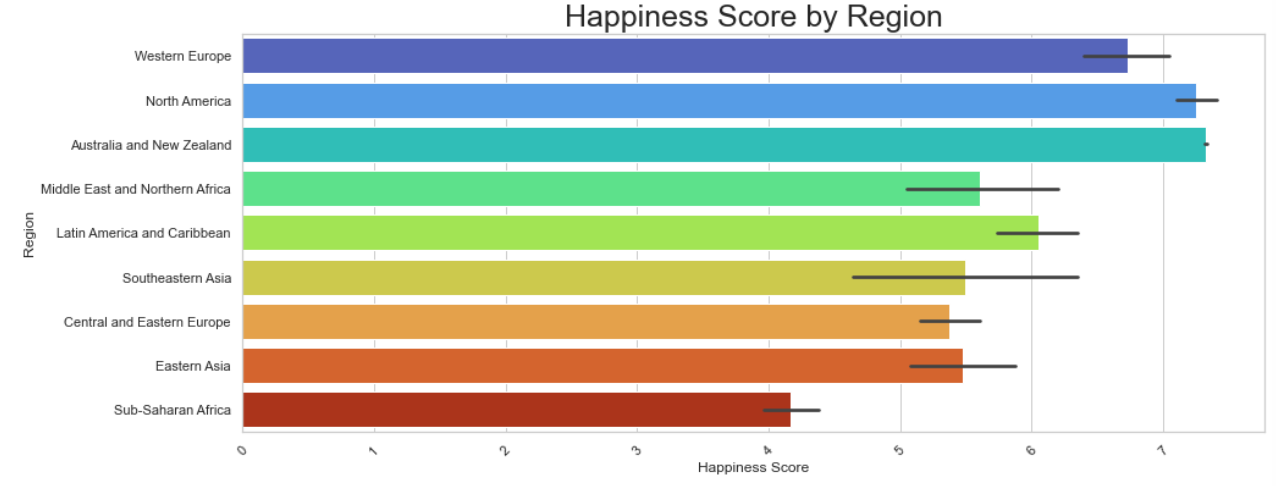 Happiness Score by Region
Western Europe
North America
Australia and New Zealand
Middle East and Northern Africa
Latin America and Caribbean
Southeastern Asia
Central and Eastern Europe
Eastern Asia
Sub-Saharan Africa
Region
0 1 2 3 4 5 6 7
Happiness Score